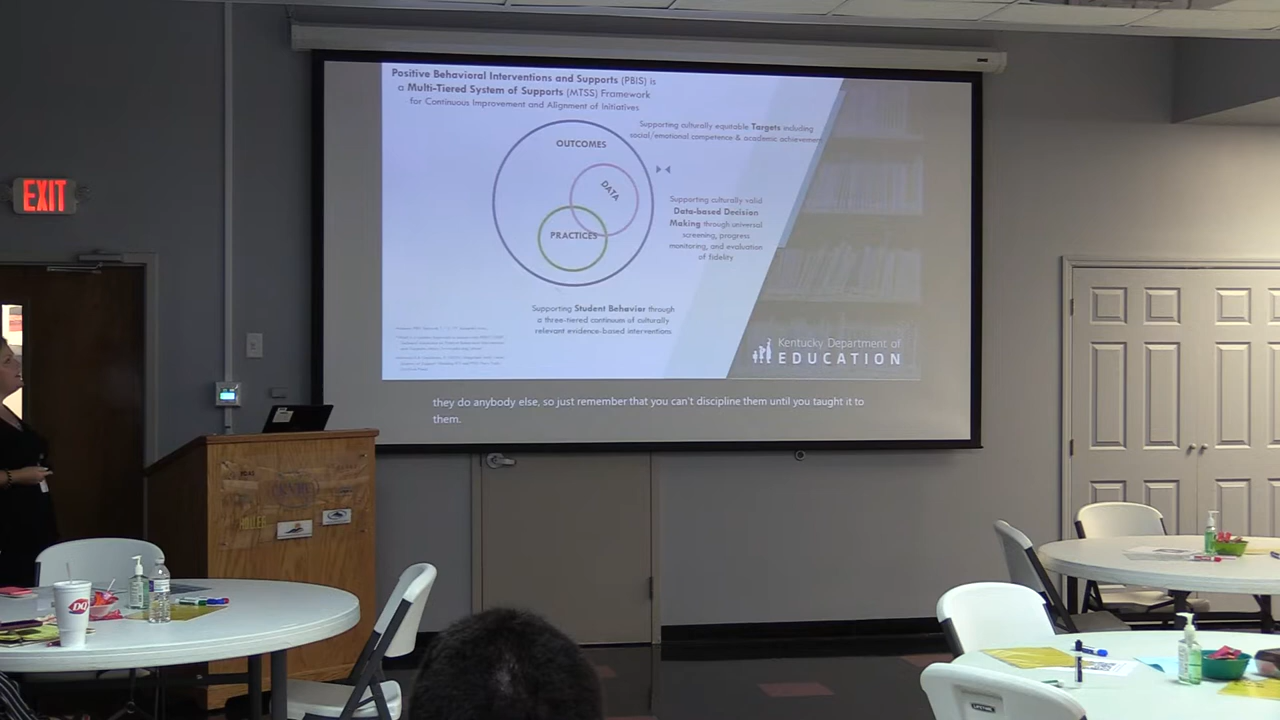 Positive Behavioral Interventions and Supports (PBIS) is
a Multi-Tiered System of Supports (MTSS) Framework
for Continuous Improvement and Alignment of Initiatives
Supporting culturally equitable Targets including
social/emotional competence & academic achievement
OUTCOMES
DATA
PRACTICES
Supporting culturally valid
Data-based Decision
Making through universal
screening, progress
monitoring, and evaluation
of fidelity
Supporting Student Behavior through
a three-tiered continuum of culturally
relevant evidence-based interventions
Kentucky Department of
EDUCATION
they do anybody else, so just remember that you can't discipline them until you taught it to
them.
EXIT
DQ